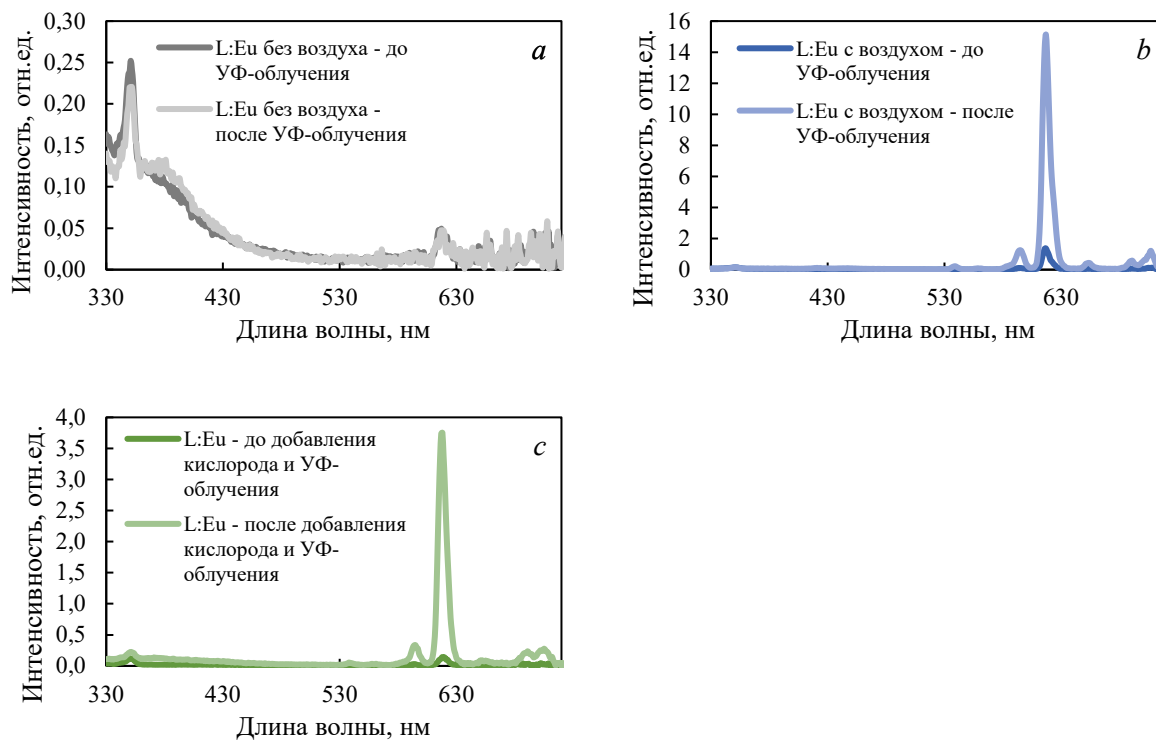 0,30
0,25
0,20
0,15
0,10
0,05
0,00
Интенсивность, отн.ед.
L:Eu без воздуха - до
УФ-облучения
L:Eu без воздуха -
после УФ-облучения
a
330
430
530
630
Длина волны, нм
16
14
12
10
8
6
4
2
0
Интенсивность, отн.ед.
L:Eu с воздухом - до
УФ-облучения
L:Eu с воздухом - после
УФ-облучения
b
330
430
530
630
Длина волны, нм
4,0
3,5
3,0
2,5
2,0
1,5
1,0
0,5
0,0
Интенсивность, отн.ед.
L:Eu - до добавления
кислорода и УФ-
облучения
L:Eu - после добавления
кислорода и УФ-
облучения
c
330
430
530
630
Длина волны, нм